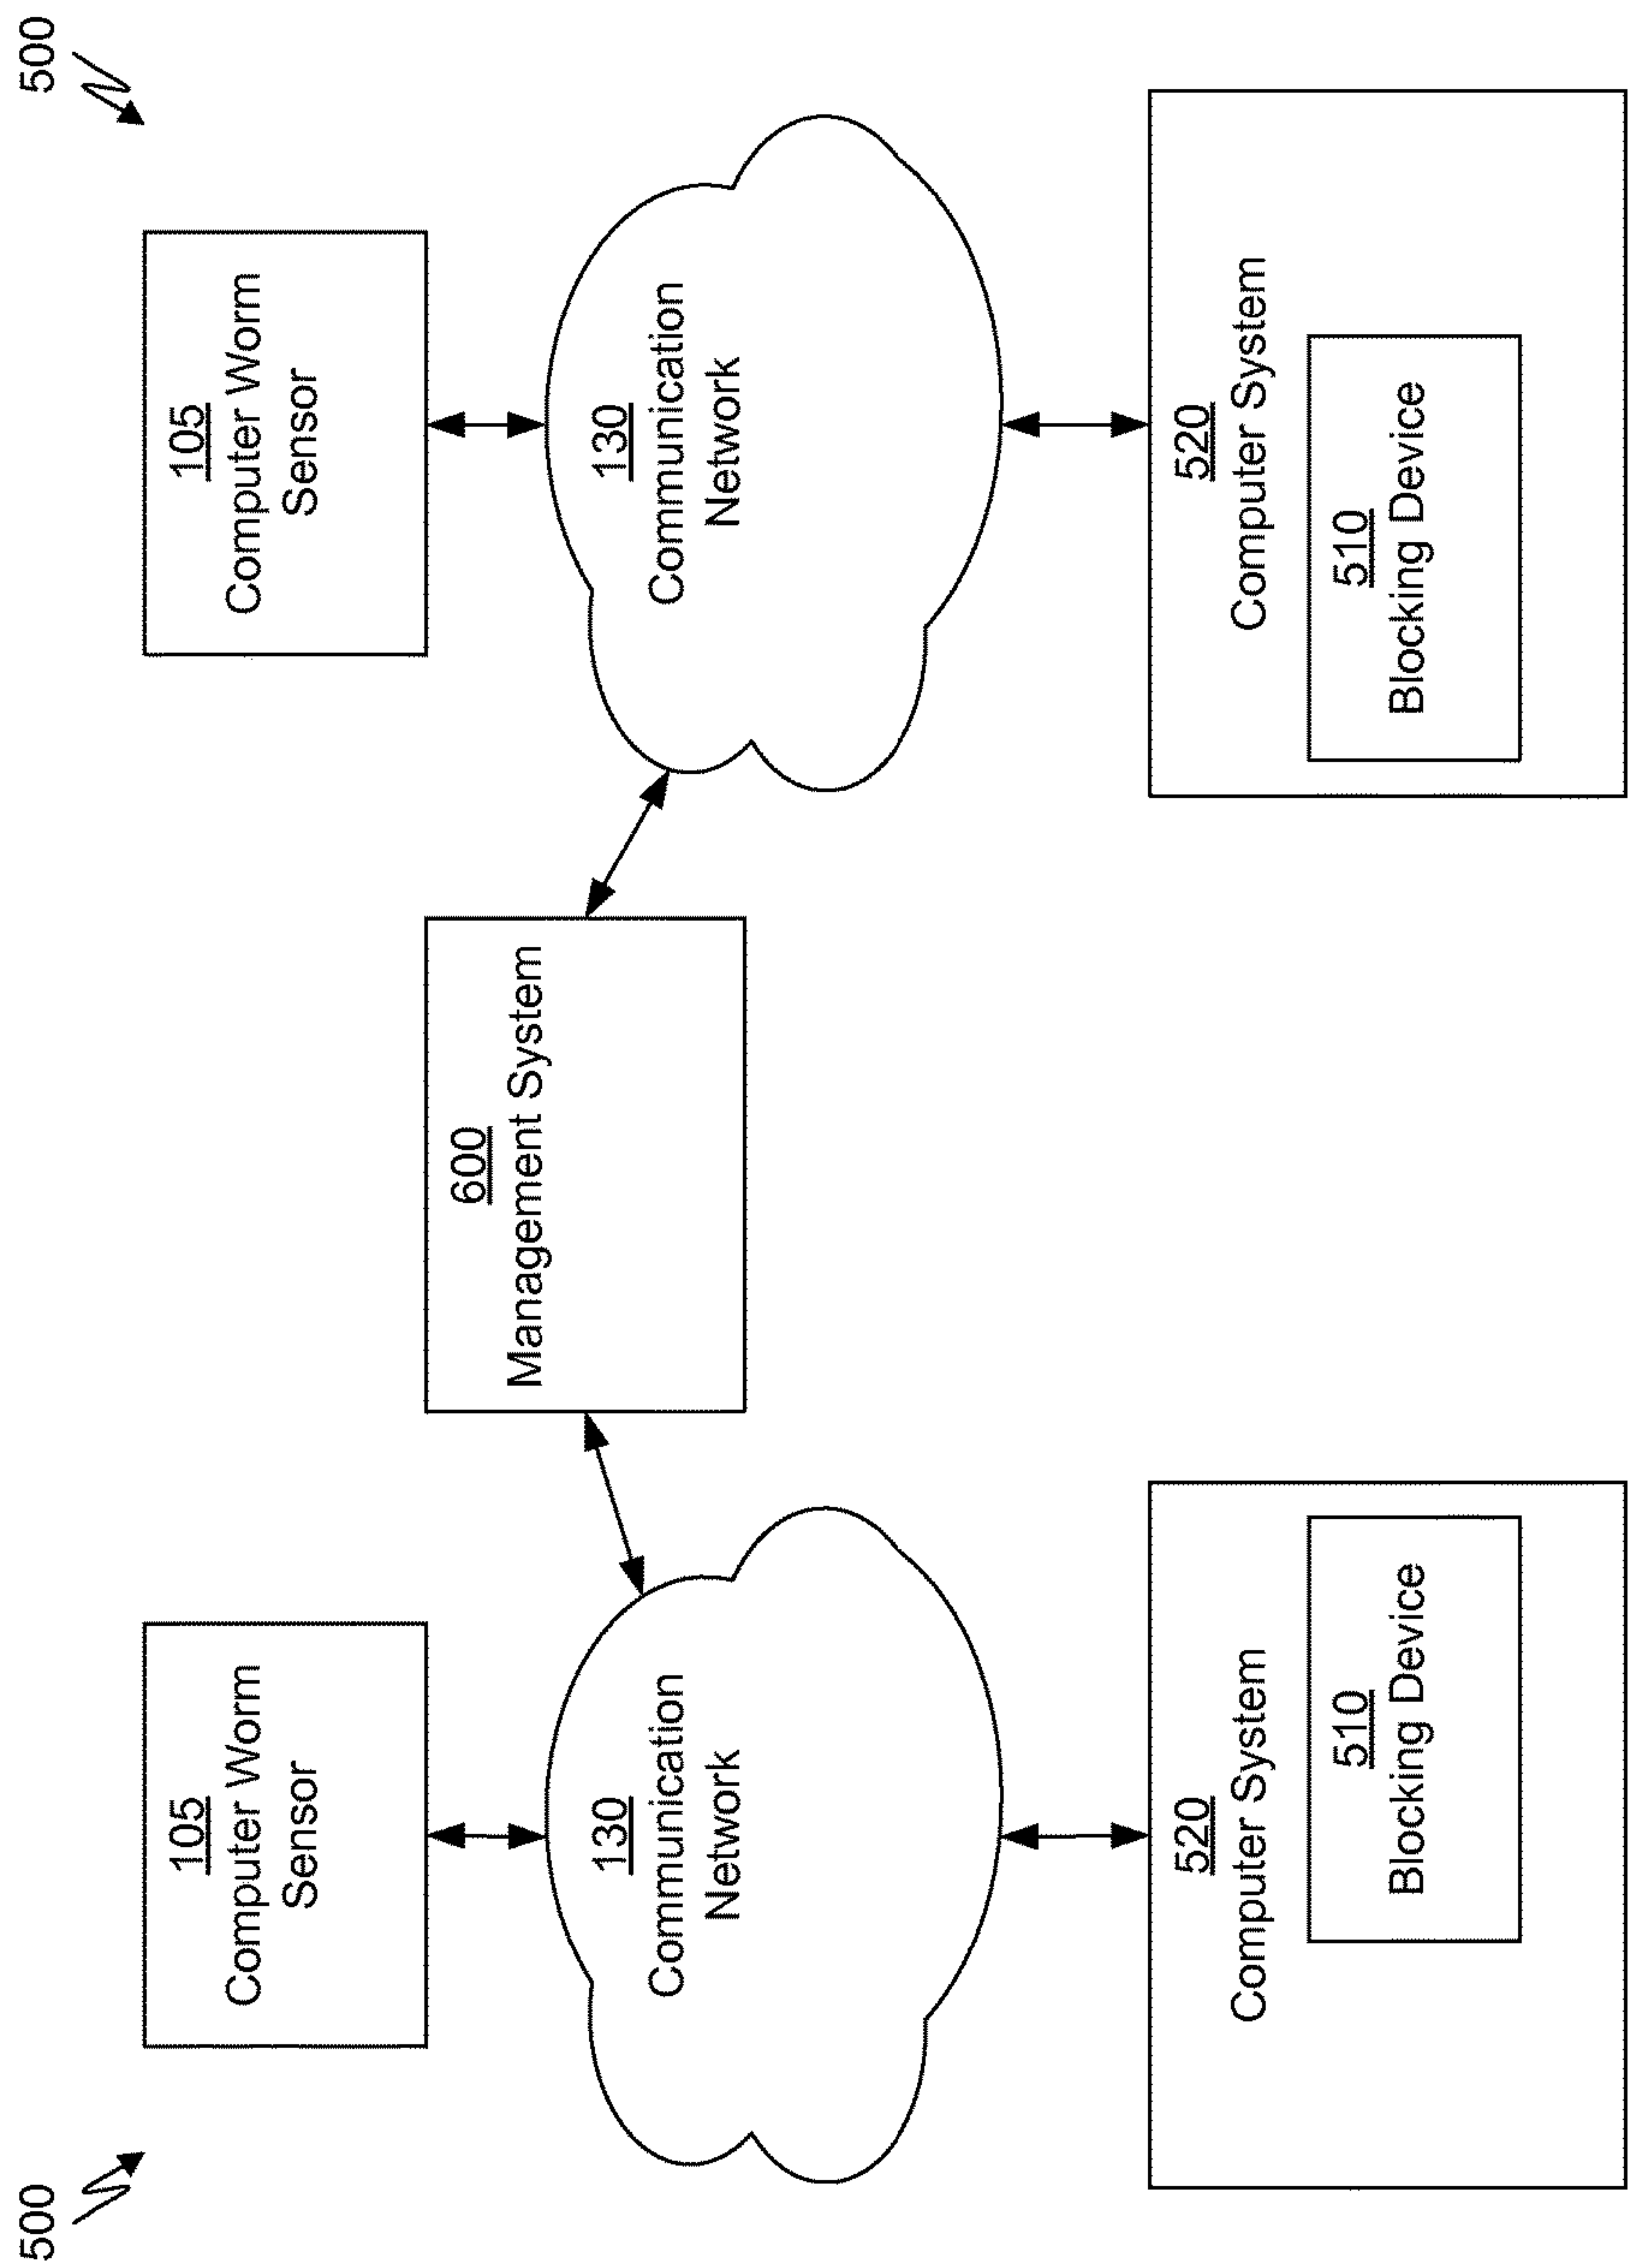 500
105
Computer Worm
Sensor
130
Communication
Network
520
Computer System
510
Blocking Device
600
Management System
500
105
Computer Worm
Sensor
130
Communication
Network
520
Computer System
510
Blocking Device